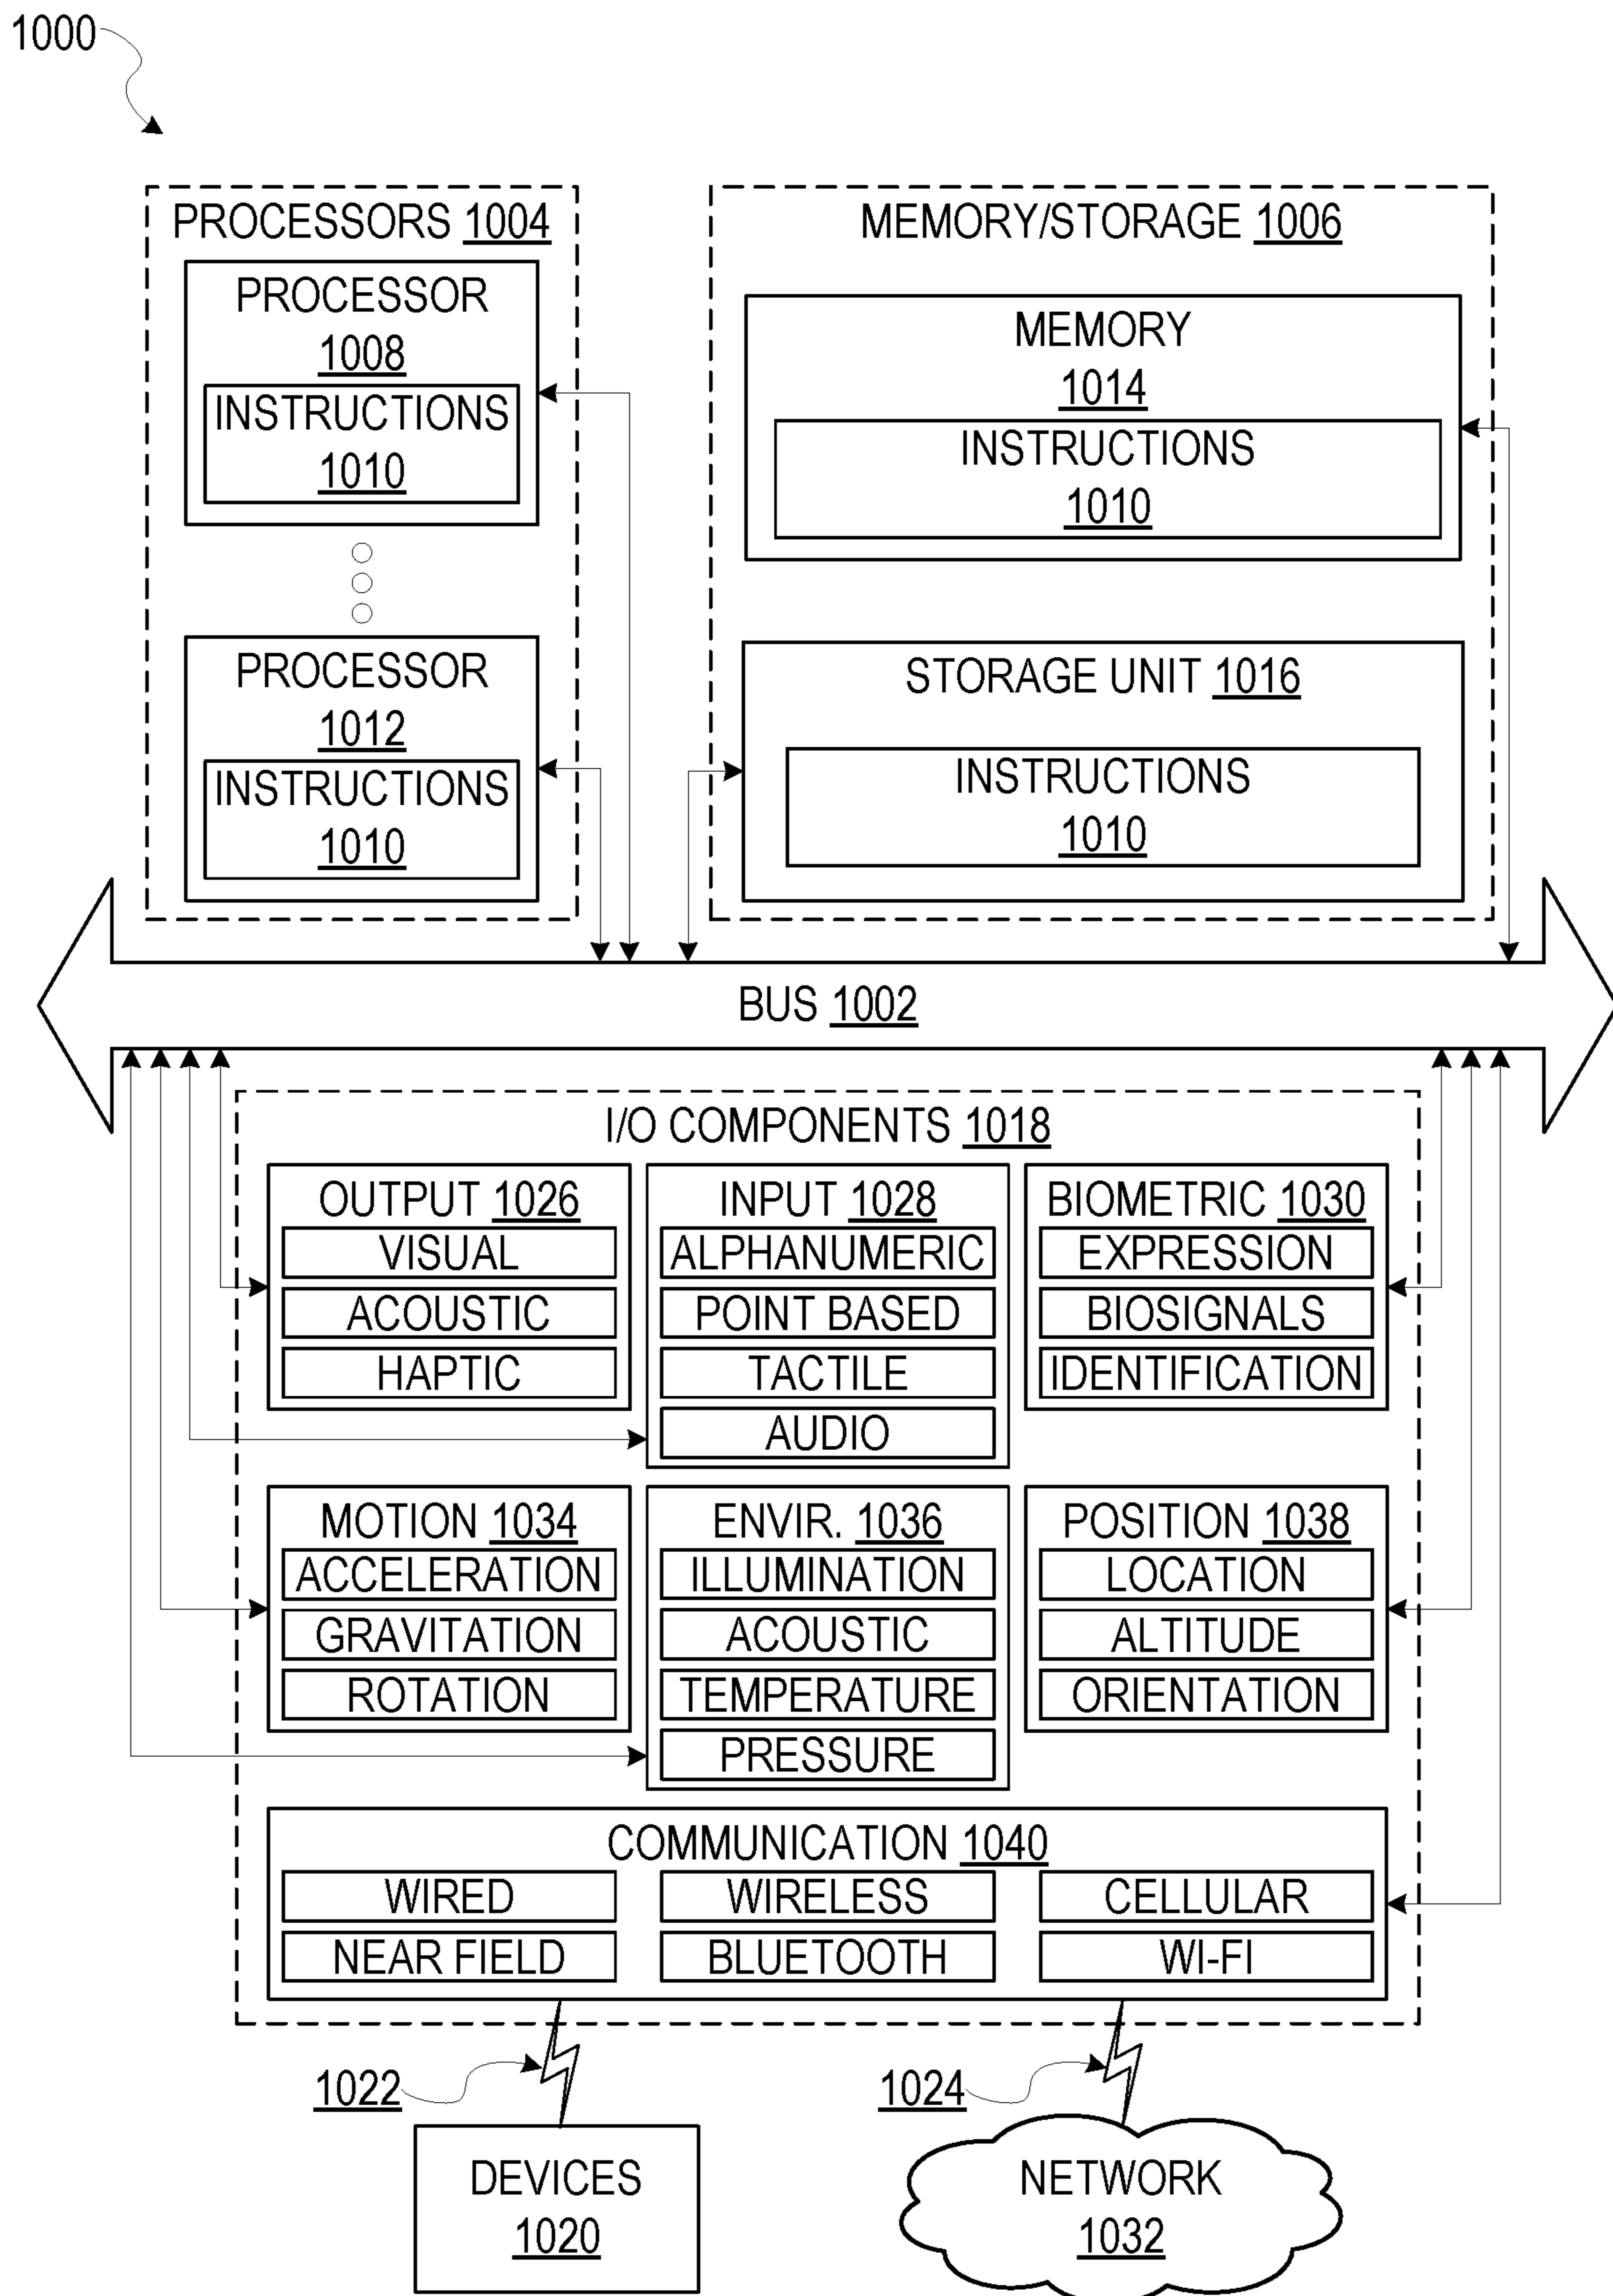 1000
PROCESSORS 1004
PROCESSOR
1008
INSTRUCTIONS
1010
PROCESSOR
1012
INSTRUCTIONS
1010
MEMORY/STORAGE 1006
MEMORY
1014
INSTRUCTIONS
1010
STORAGE UNIT 1016
INSTRUCTIONS
1010
BUS 1002
I/O COMPONENTS 1018
OUTPUT 1026
VISUAL
ACOUSTIC
HAPTIC
INPUT 1028
ALPHANUMERIC
POINT BASED
TACTILE
AUDIO
BIOMETRIC 1030
EXPRESSION
BIOSIGNALS
IDENTIFICATION
MOTION 1034
ACCELERATION
GRAVITATION
ROTATION
ENVIR. 1036
ILLUMINATION
ACOUSTIC
TEMPERATURE
PRESSURE
POSITION 1038
LOCATION
ALTITUDE
ORIENTATION
COMMUNICATION 1040
WIRED
WIRELESS
CELLULAR
NEAR FIELD
BLUETOOTH
WI-FI
1022
1024
DEVICES
1020
NETWORK
1032